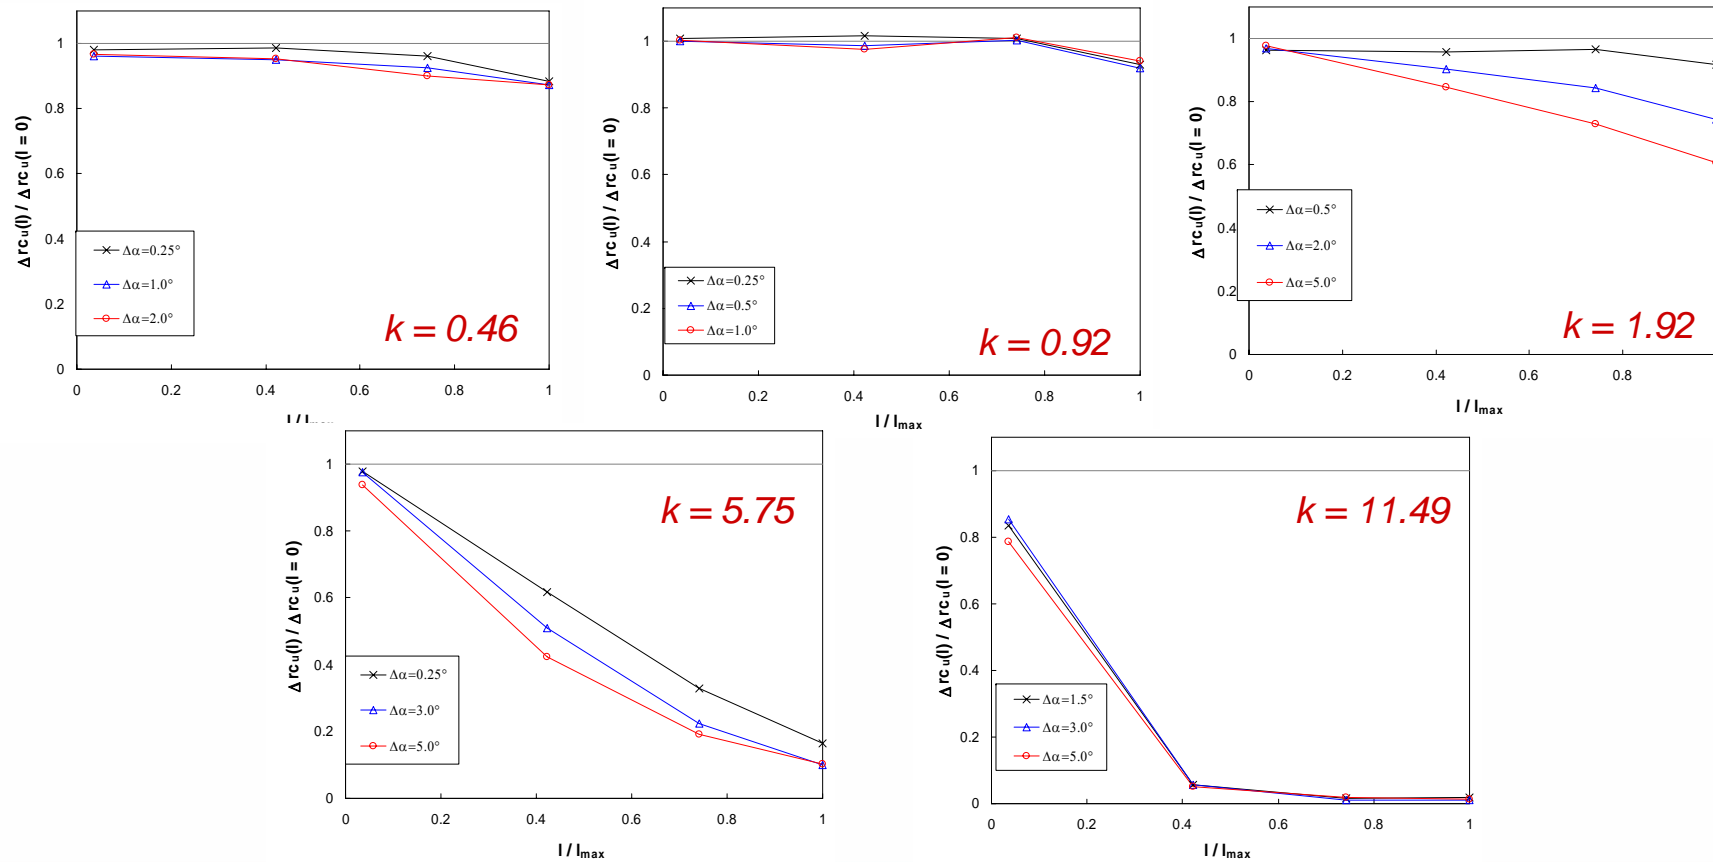 Δrcu(l) / Δrcu(l = 0)
1
0.8
0.6
0.4
0.2
0
Δα=0.25°
Δα=1.0°
Δα=2.0°
k = 0.46
0 0.2 0.4 0.6 0.8 1
l / lmax
Δrcu(l) / Δrcu(l = 0)
1
0.8
0.6
0.4
0.2
0
Δα=0.25°
Δα=0.5°
Δα=1.0°
k = 0.92
0 0.2 0.4 0.6 0.8 1
l / lmax
Δrcu(l) / Δrcu(l = 0)
1
0.8
0.6
0.4
0.2
0
Δα=0.5°
Δα=2.0°
Δα=5.0°
k = 1.92
0 0.2 0.4 0.6 0.8
l / lmax
Δrcu(l) / Δrcu(l = 0)
1
0.8
0.6
0.4
0.2
0
k = 5.75
Δα=0.25°
Δα=3.0°
Δα=5.0°
0 0.2 0.4 0.6 0.8 1
l / lmax
Δrcu(l) / Δrcu(l = 0)
1
0.8
0.6
0.4
0.2
0
k = 11.49
Δα=1.5°
Δα=3.0°
Δα=5.0°
0 0.2 0.4 0.6 0.8 1
l / lmax